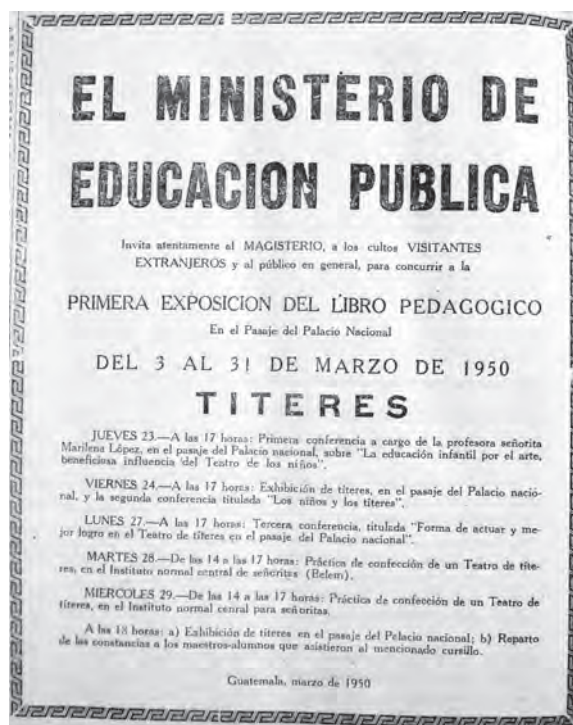 EL MINISTERIO DE
EDUCACION PUBLICA
Invita atentamente al MAGISTERIO, a los cultos VISITANTES
EXTRANJEROS y al público en general, para concurrir a la
PRIMERA EXPOSICION DEL LIBRO PEDAGOGICO
En el Pasaje del Palacio Nacional
DEL 3 AL 31 DE MARZO DE 1950
TITERES
JUEVES 23.—A las 17 horas: Primera conferencia a cargo de la profesora señorita
Marilena López, en el pasaje del Palacio nacional, sobre "La educación infantil por el arte,
beneficiosa influencia del Teatro de los niños".
VIERNES 24.—A las 17 horas: Exhibición de títeres, en el pasaje del Palacio nacio-
nal, y la segunda conferencia titulada "Los niños y los títeres".
LUNES 27.—A las 17 horas: Tercera conferencia, titulada "Forma de actuar y me-
jor logro en el Teatro de títeres en el pasaje del Palacio nacional".
MARTES 28.—De las 14 a las 17 horas: Práctica de confección de un Teatro de títe-
res, en el Instituto normal central de señoritas (Belem).
MIERCOLES 29.—De las 14 a las 17 horas: Práctica de confección de un Teatro de
títeres, en el Instituto normal cenral para señoritas.
A las 18 horas: a) Exhibición de títeres en el pasaje del Palacio nacional; b) Reparto
de las constancias a los maestros-alumnos que asistieron al mencionado cursillo.
Guatemala, marzo de 1950